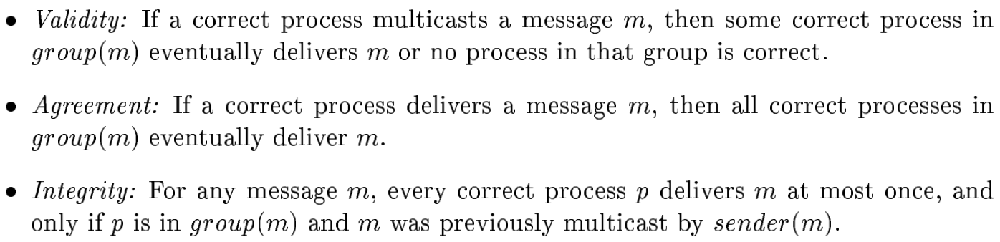 • Validity: If a correct process multicasts a message m, then some correct process in
group(m) eventually delivers m or no process in that group is correct.
• Agreement: If a correct process delivers a message m, then all correct processes in
group(m) eventually deliver m.
• Integrity: For any message m, every correct process p delivers m at most once, and
only if p is in group(m) and m was previously multicast by sender(m).